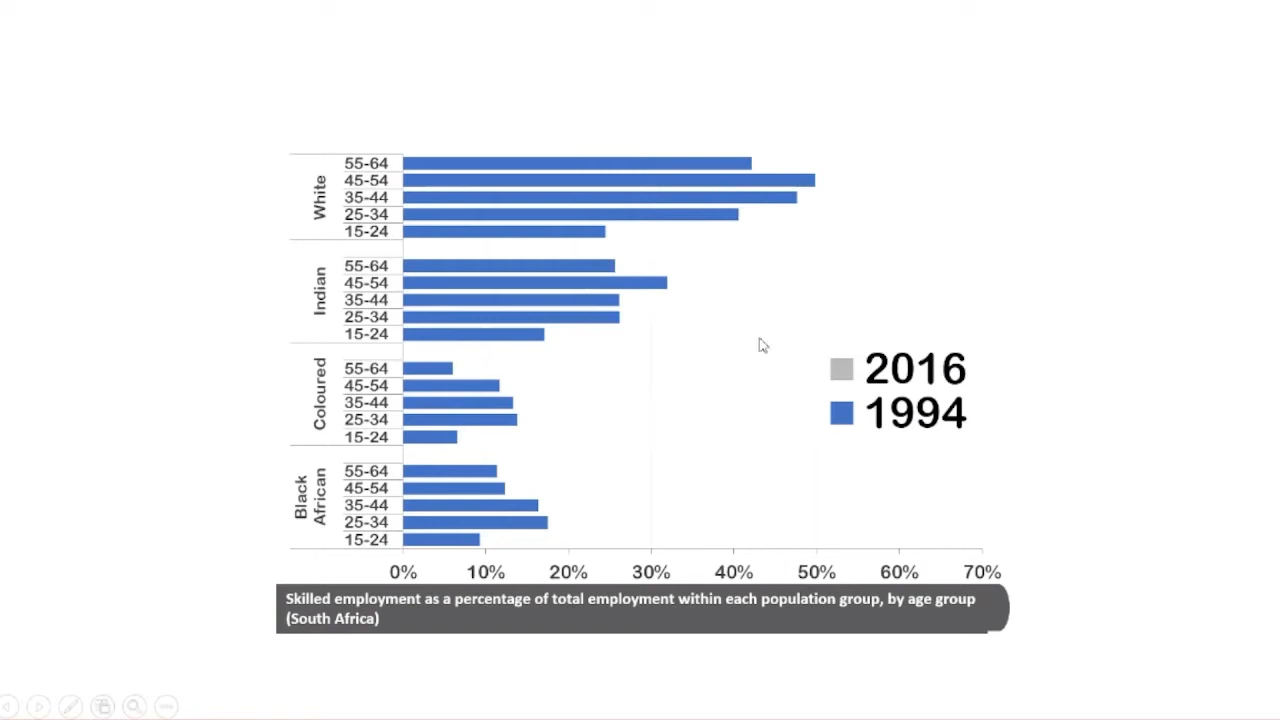 White
55-64
45-54
35-44
25-34
15-24
Indian
55-64
45-54
35-44
25-34
15-24
Coloured
55-64
45-54
35-44
25-34
15-24
Black
African
55-64
45-54
35-44
25-34
15-24
2016
1994
0% 10% 20% 30% 40% 50% 60% 70%
Skilled employment as a percentage of total employment within each population group, by age group
(South Africa)